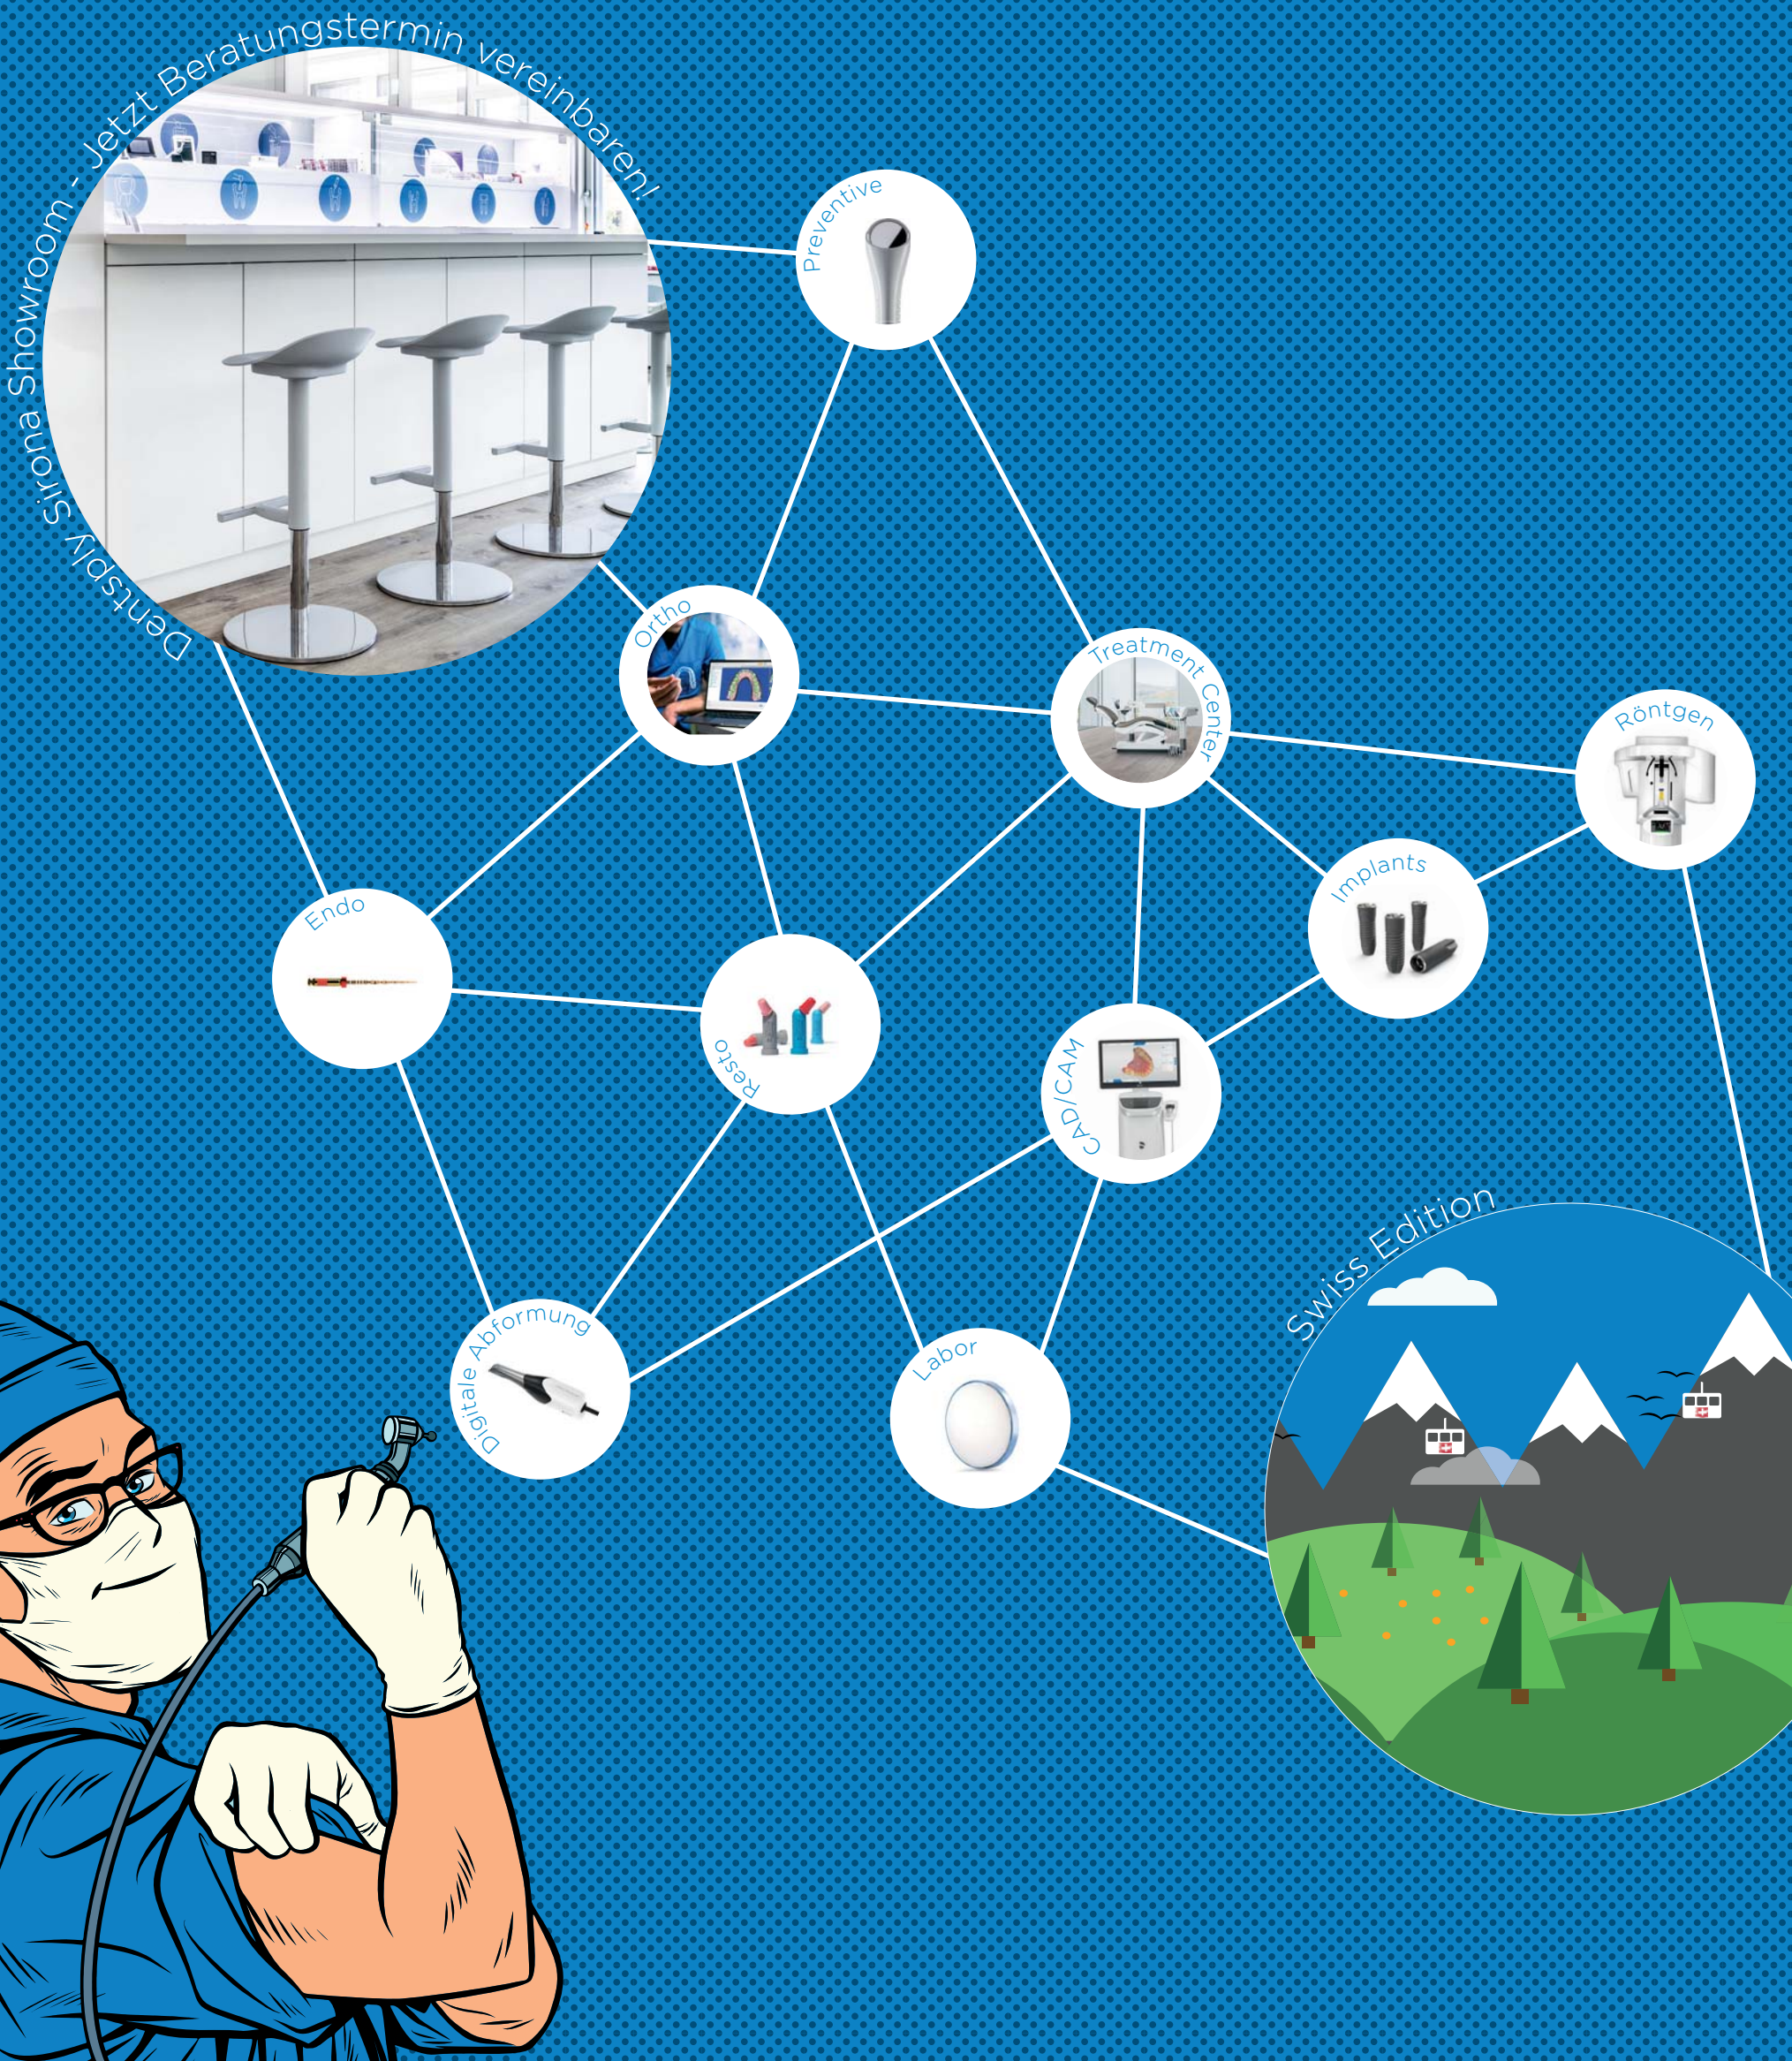 Dentsply Sirona Showroom - Jetzt Beratungstermin vereinbaren!
Preventive
Ortho
Treatment Center
Röntgen
Implants
Endo
Resto
CAD/CAM
Swiss Edition
Digitale Abformung
Labor